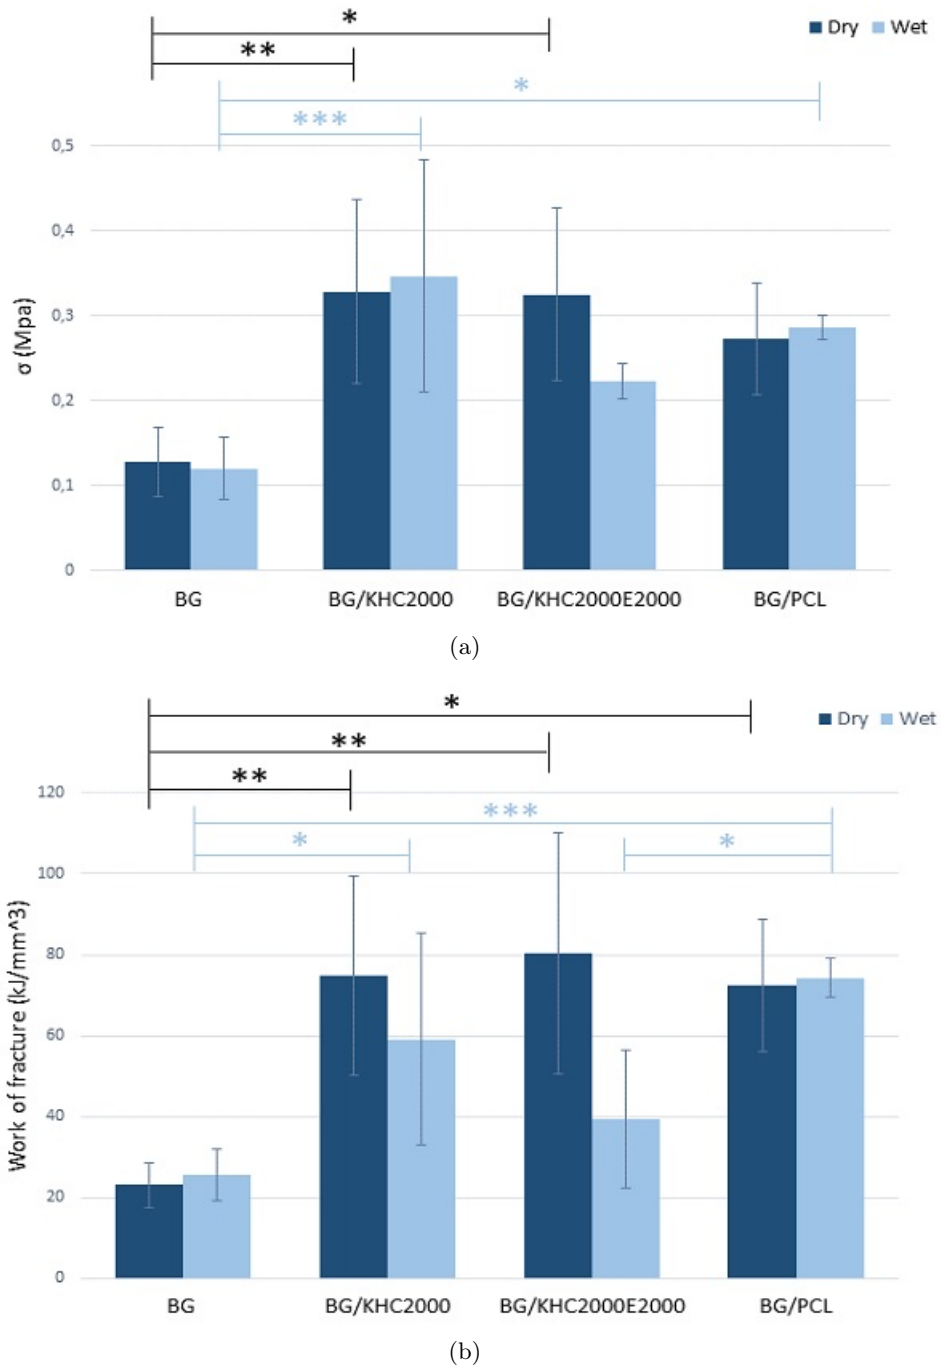 *
Dry Wet
**
*
***
0,5
0,4
0,3
0,2
0,1
0
σ (Mpa)
BG BG/KHC2000 BG/KHC2000E2000 BG/PCL
(a)
*
Dry Wet
**
**
120
***
*
*
100
80
60
40
20
0
Work of fracture (kJ/mm^3)
BG BG/KHC2000 BG/KHC2000E2000 BG/PCL
(b)